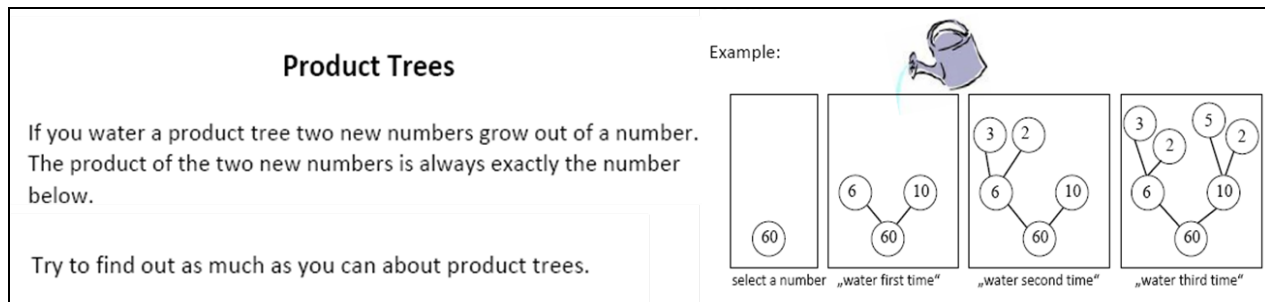 Product Trees
If you water a product tree two new numbers grow out of a number.
The product of the two new numbers is always exactly the number
below.
Try to find out as much as you can about product trees.
Example:
60
select a number
6 10
60
„water first time“
3 2
6 10
60
„water second time“
3 2 5 2
6 10
60
„water third time“